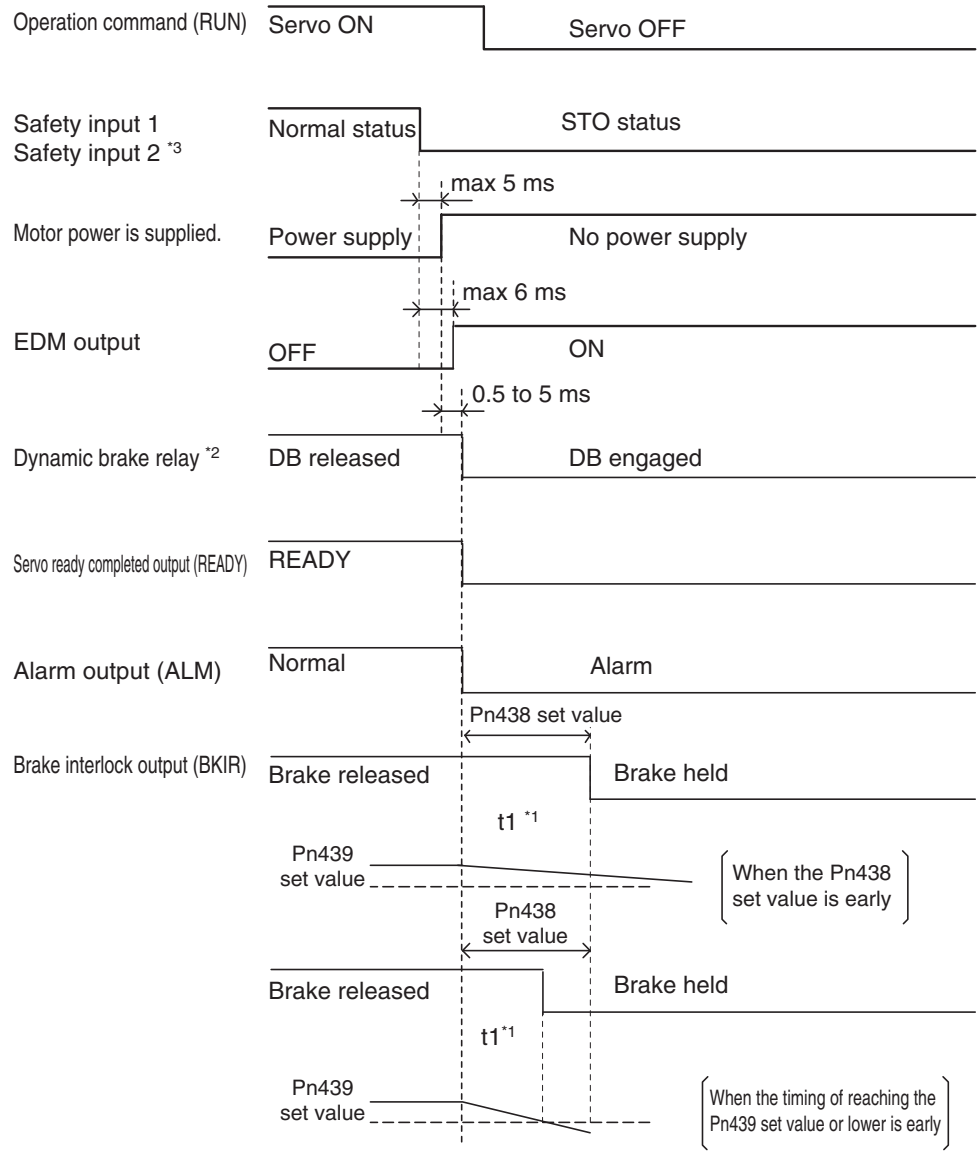 Operation command (RUN)
Servo ON
Servo OFF
Safety input 1
Safety input 2 *3
Normal status
STO status
max 5 ms
Motor power is supplied.
Power supply
No power supply
max 6 ms
EDM output
OFF
ON
0.5 to 5 ms
Dynamic brake relay *2
DB released
DB engaged
Servo ready completed output (READY)
READY
Alarm output (ALM)
Normal
Alarm
Pn438 set value
Brake interlock output (BKIR)
Brake released
Brake held
t1 *1
Pn439
set value
When the Pn438
set value is early
Pn438
set value
Brake released
Brake held
t1*1
Pn439
set value
When the timing of reaching the
Pn439 set value or lower is early